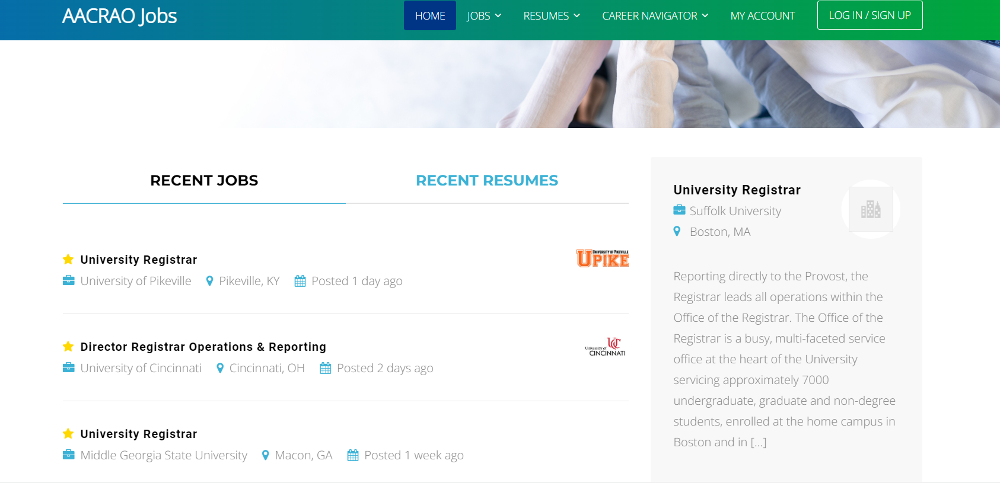 AACRAO Jobs
HOME
JOBS
RESUMES
CAREER NAVIGATOR
MY ACCOUNT
LOG IN / SIGN UP
RECENT JOBS
RECENT RESUMES
University Registrar
University of Pikeville
Pikeville, KY
Posted 1 day ago
UNIVERSITY OF PIKEVILLE
UPIKE
Director Registrar Operations & Reporting
University of Cincinnati
Cincinnati, OH
Posted 2 days ago
UC
University of
CINCINNATI
University Registrar
Middle Georgia State University
Macon, GA
Posted 1 week ago
University Registrar
Suffolk University
Boston, MA
Reporting directly to the Provost, the
Registrar leads all operations within the
Office of the Registrar. The Office of the
Registrar is a busy, multi-faceted service
office at the heart of the University
servicing approximately 7000
undergraduate, graduate and non-degree
students, enrolled at the home campus in
Boston and in [...]